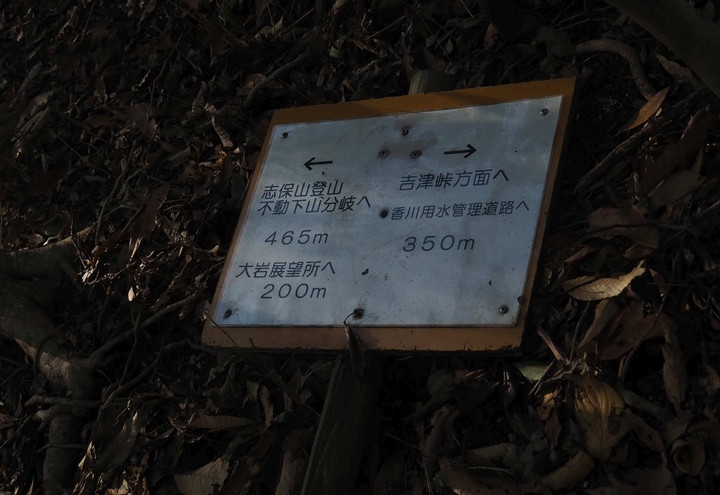 ←
志保山登山
不動下山分岐へ
465m
大岩展望所へ
200m
→
吉津峠方面へ
香川用水管理道路へ
350m